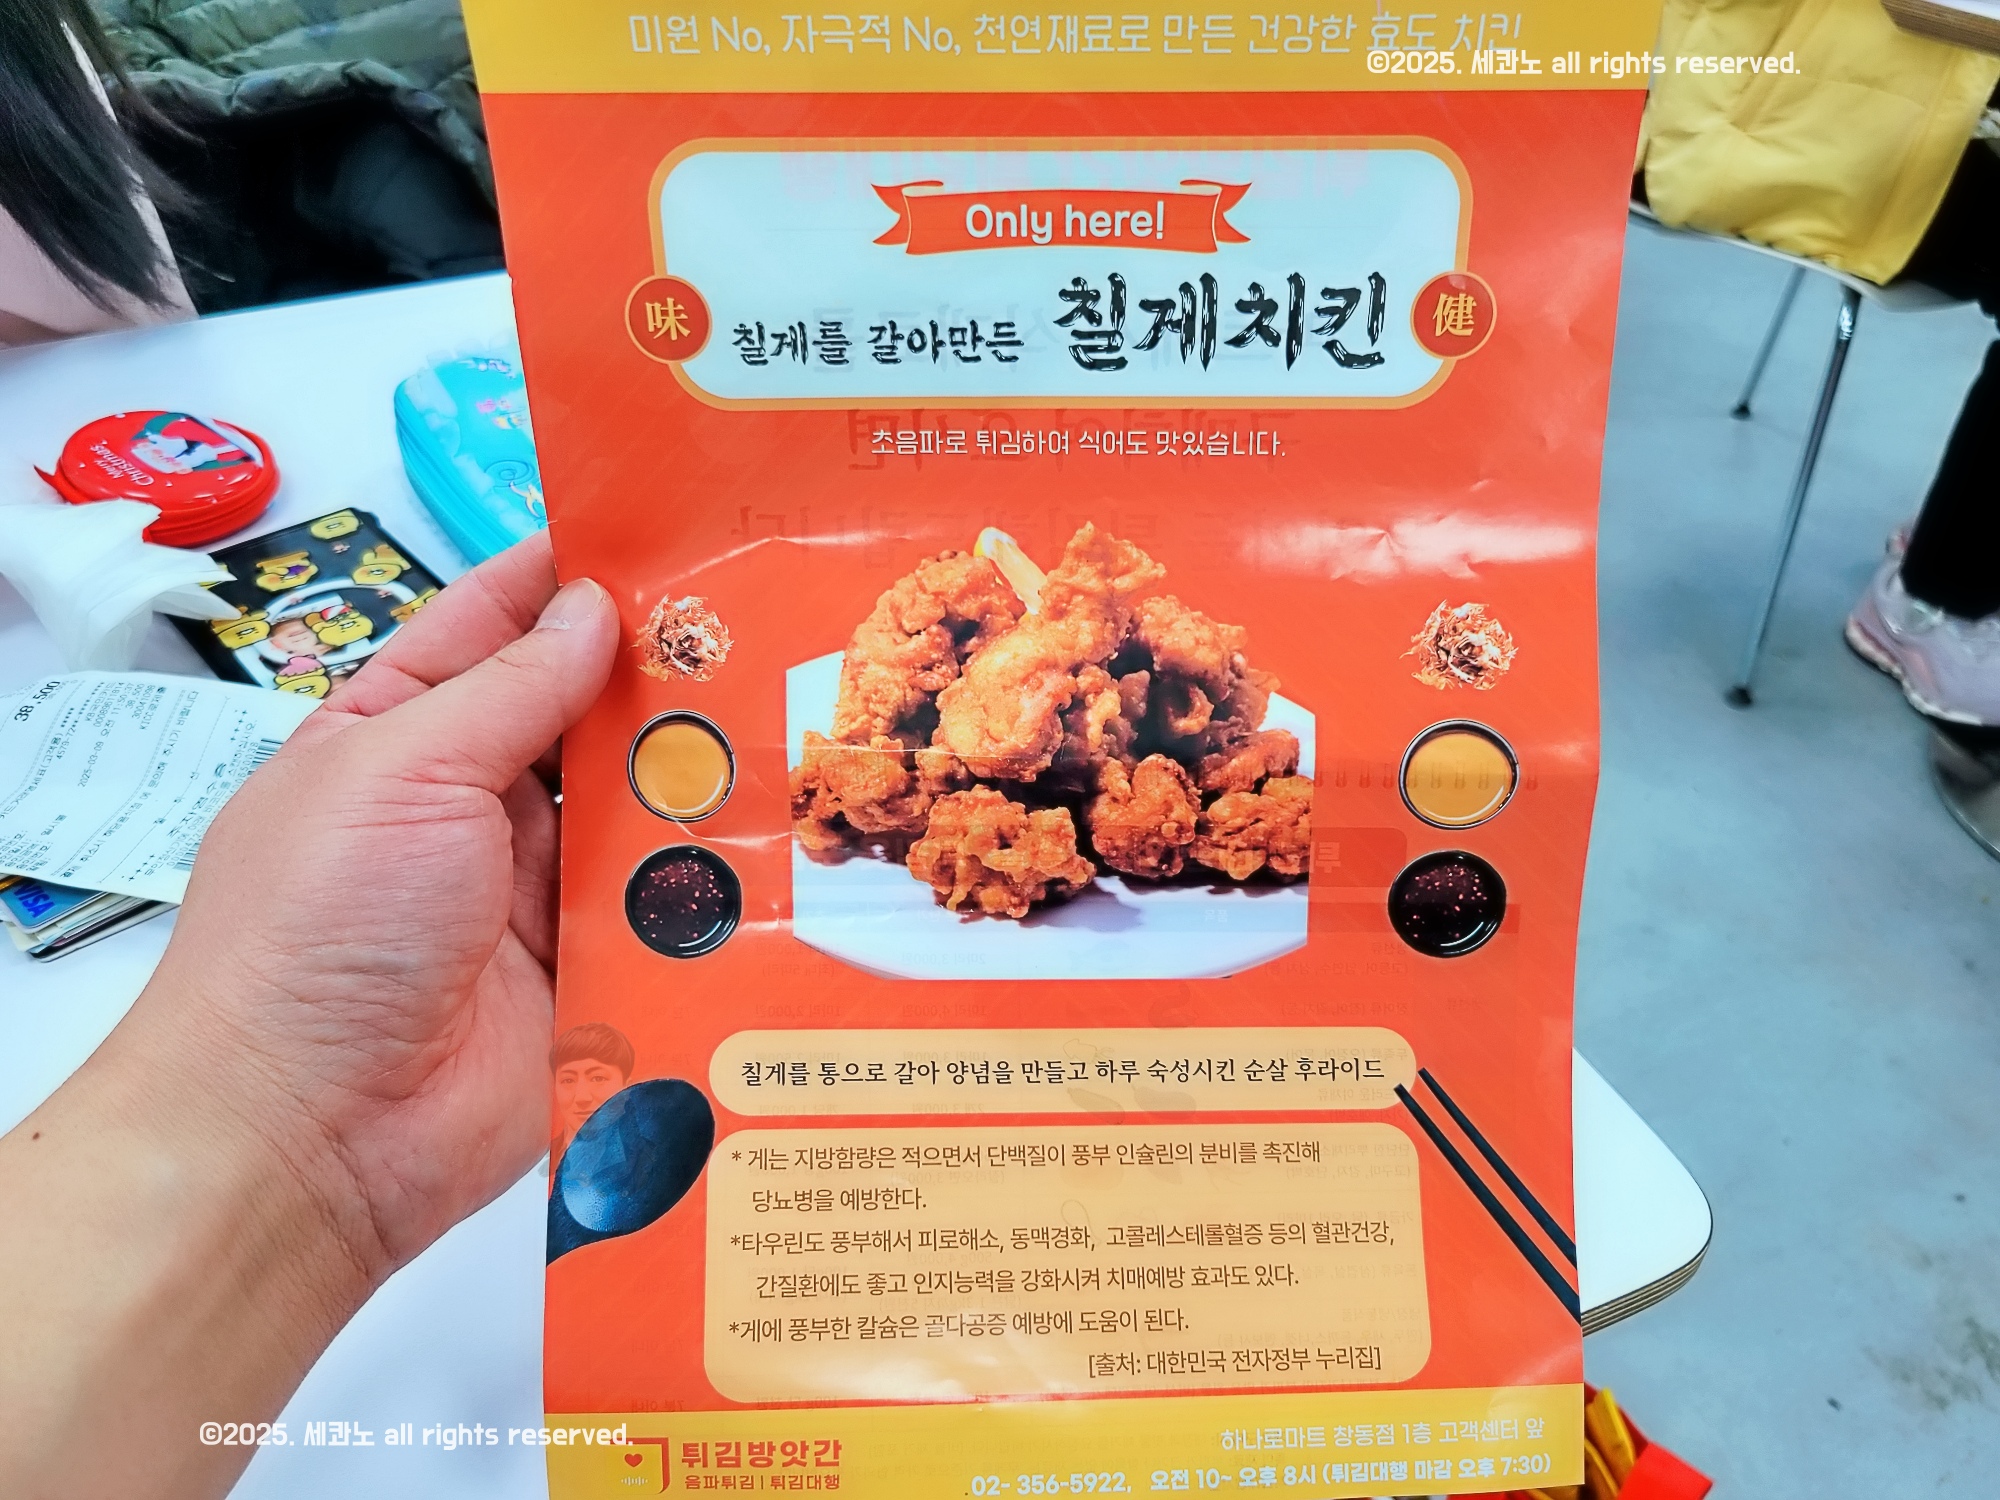 미원 No, 자극적 No, 천연재료로 만든 건강한 효도 치킨
©2025. 세콰노 all rights reserved.
Only here!
味
칠게를 갈아만든 칠게치킨
健
초음파로 튀김하여 식어도 맛있습니다.
Merry
Christmas
38,500
VISA
칠게를 통으로 갈아 양념을 만들고 하루 숙성시킨 순살 후라이드
* 게는 지방함량은 적으면서 단백질이 풍부 인슐린의 분비를 촉진해
당뇨병을 예방한다.
*타우린도 풍부해서 피로해소, 동맥경화, 고콜레스테롤혈증 등의 혈관건강,
간질환에도 좋고 인지능력을 강화시켜 치매예방 효과도 있다.
*게에 풍부한 칼슘은 골다공증 예방에 도움이 된다.
[출처: 대한민국 전자정부 누리집]
©2025. 세콰노 all rights reserved.
튀김방앗간
음파튀김 | 튀김대행
하나로마트 창동점 1층 고객센터 앞
02- 356-5922, 오전 10~ 오후 8시 (튀김대행 마감 오후 7:30)